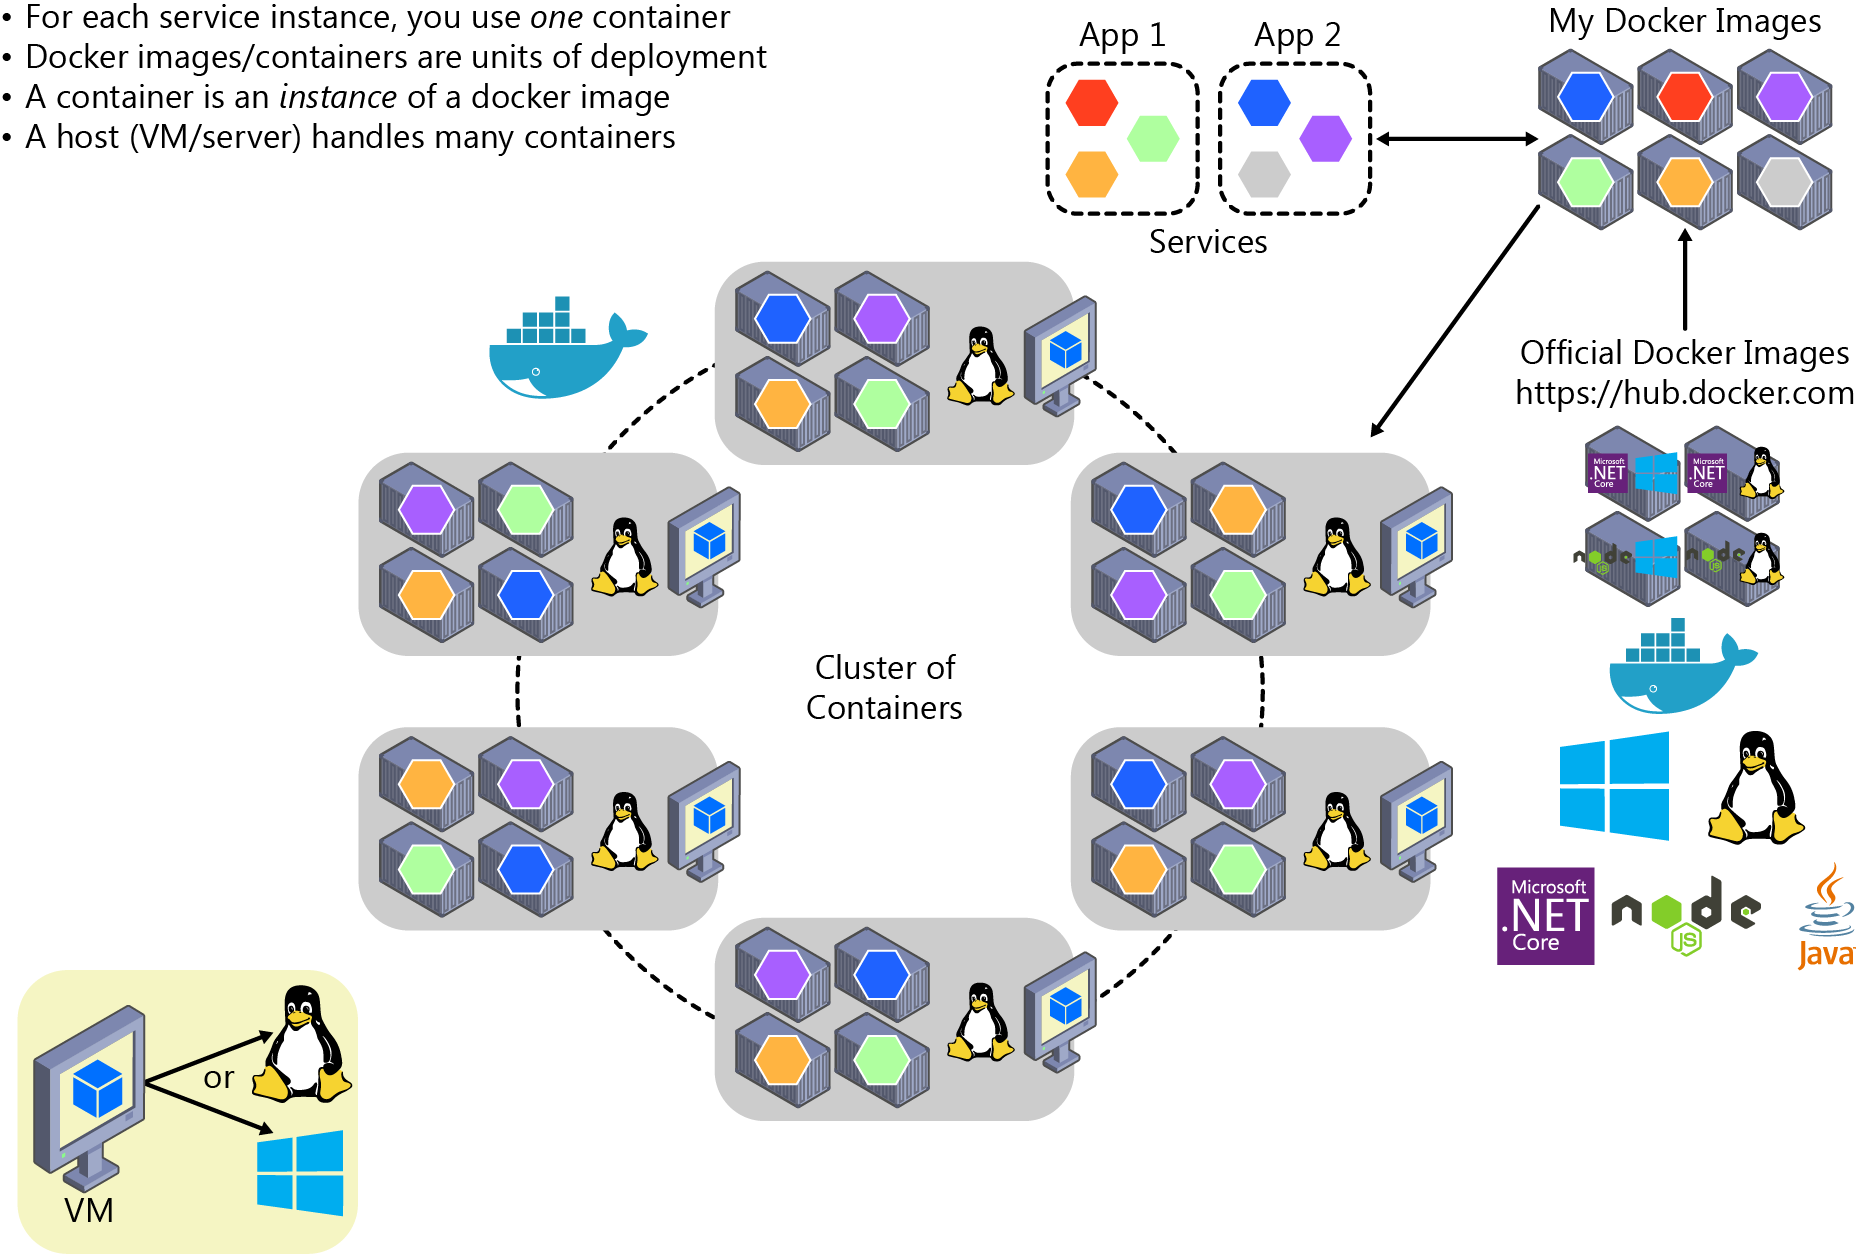 • For each service instance, you use one container
• Docker images/containers are units of deployment
• A container is an instance of a docker image
• A host (VM/server) handles many containers
App 1
App 2
Services
My Docker Images
Official Docker Images
https://hub.docker.com
Microsoft
.NET
Core
Microsoft
.NET
Core
node
JS
node
JS
Cluster of
Containers
Microsoft
.NET
Core
node
JS
Java
or
VM